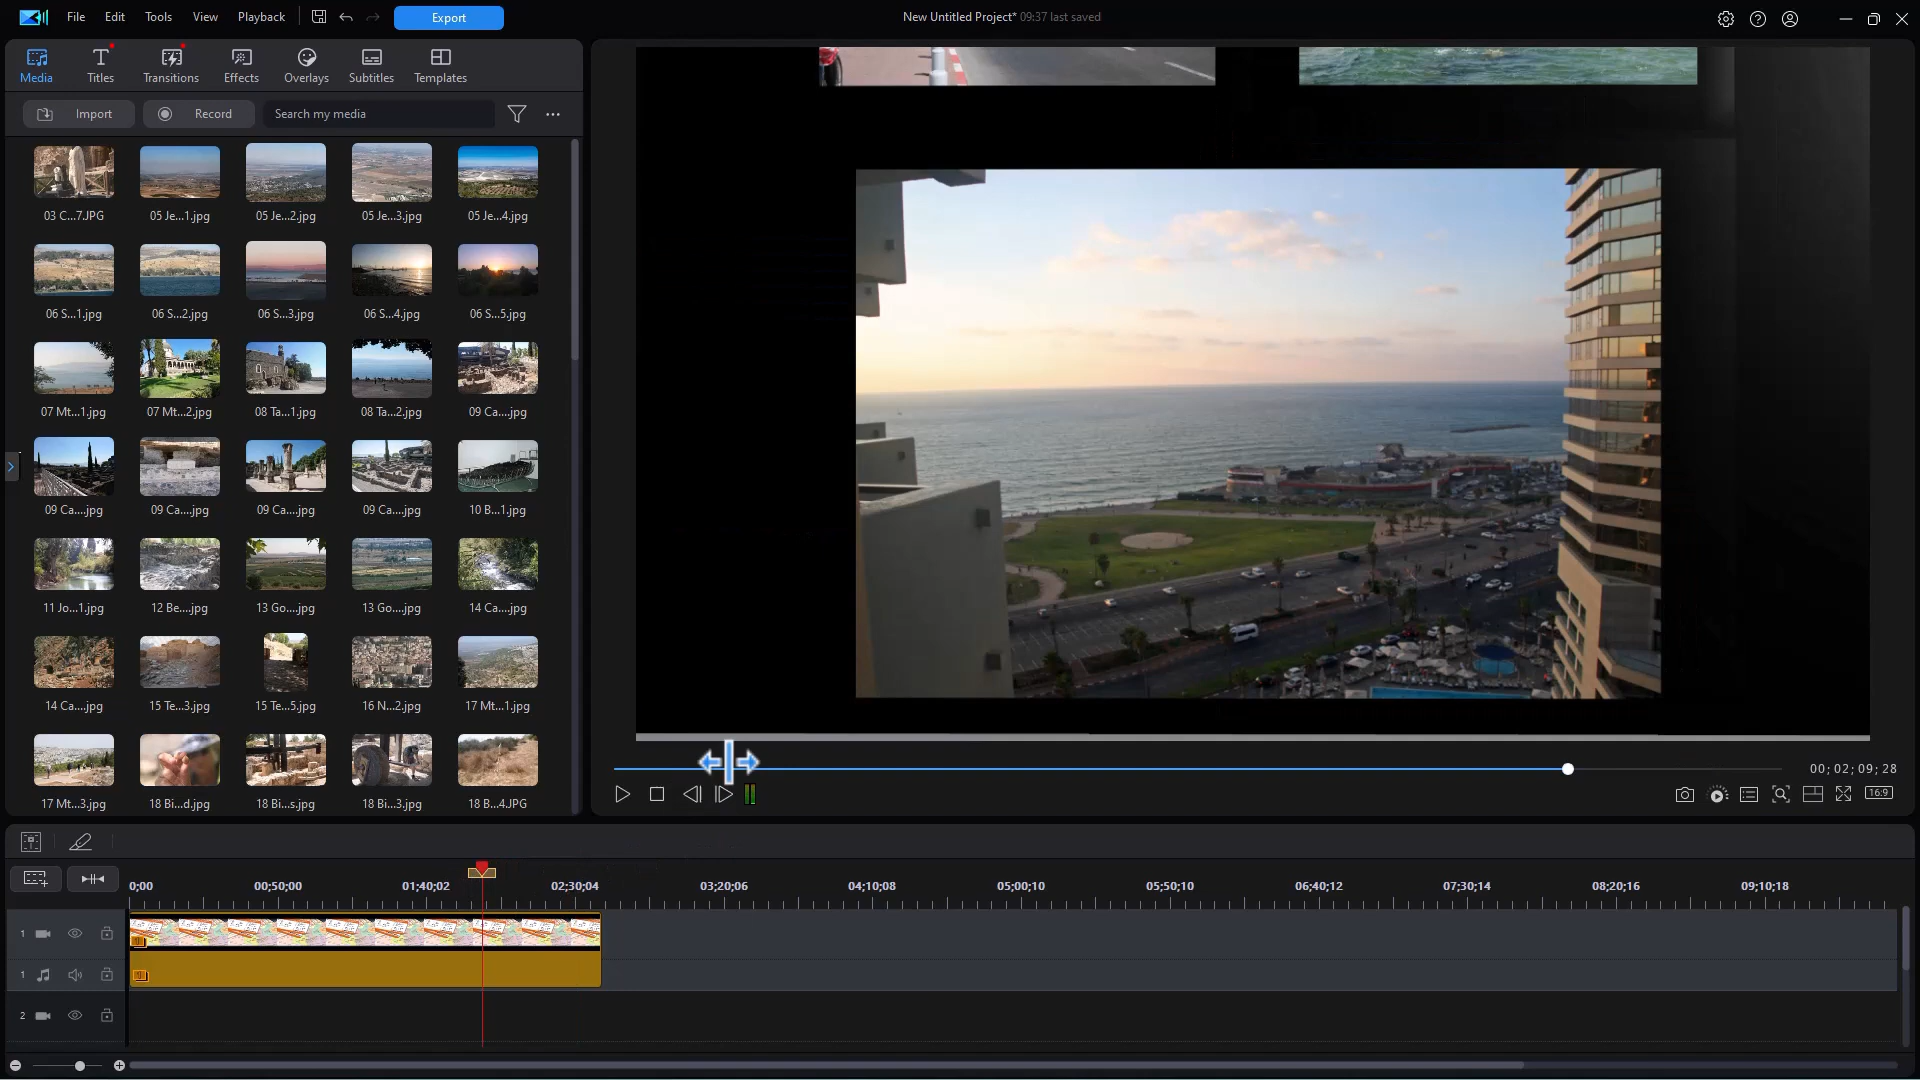 File Edit Tools View Playback Export New Untitled Project* 09:37 last saved
Media Titles Transitions Effects Overlays Subtitles Templates
Import Record Search my media
03 C...7.JPG 05 Je...1.jpg 05 Je...2.jpg 05 Je...3.jpg 05 Je...4.jpg
06 S...1.jpg 06 S...2.jpg 06 S...3.jpg 06 S...4.jpg 06 S...5.jpg
07 Mt...1.jpg 07 Mt...2.jpg 08 Ta...1.jpg 08 Ta...2.jpg 09 Ca....jpg
09 Ca....jpg 09 Ca....jpg 09 Ca....jpg 09 Ca....jpg 10 B...1.jpg
11 Jo...1.jpg 12 Be....jpg 13 Go....jpg 13 Go....jpg 14 Ca....jpg
14 Ca....jpg 15 Te...3.jpg 15 Te...5.jpg 16 N...2.jpg 17 Mt...1.jpg
17 Mt...3.jpg 18 Bi...d.jpg 18 Bi...s.jpg 18 Bi...3.jpg 18 B...4.JPG
00; 02; 09; 28
16:9
0;00 00;50;00 01;40;02 02;30;04 03;20;06 04;10;08 05;00;10 05;50;10 06;40;12 07;30;14 08;20;16 09;10;18
1
1
2